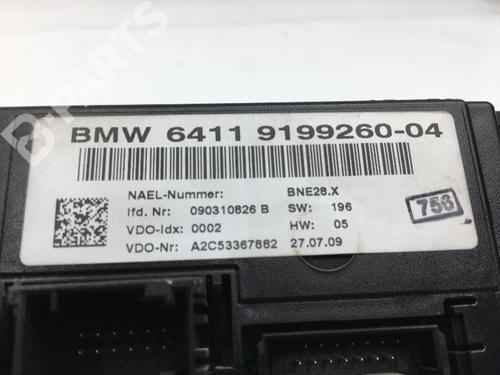 B-PARTS
BMW 6411 9199260-04
NAEL-Nummer: BNE28.X
lfd. Nr: 090310826 B SW: 196
VDO-Idx: 0002 HW: 05
VDO-Nr: A2C53367882 27.07.09
756